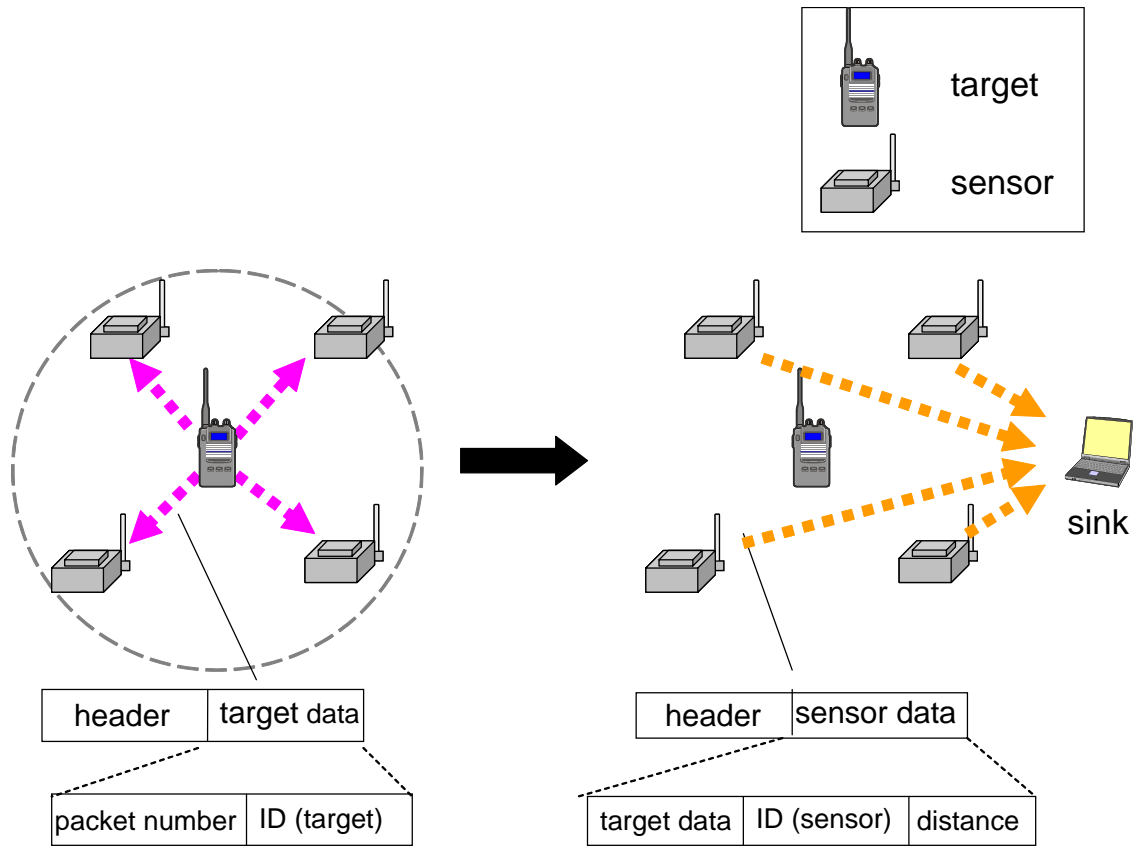 target
sensor
sink
header target data
header sensor data
packet number ID (target)
target data ID (sensor) distance